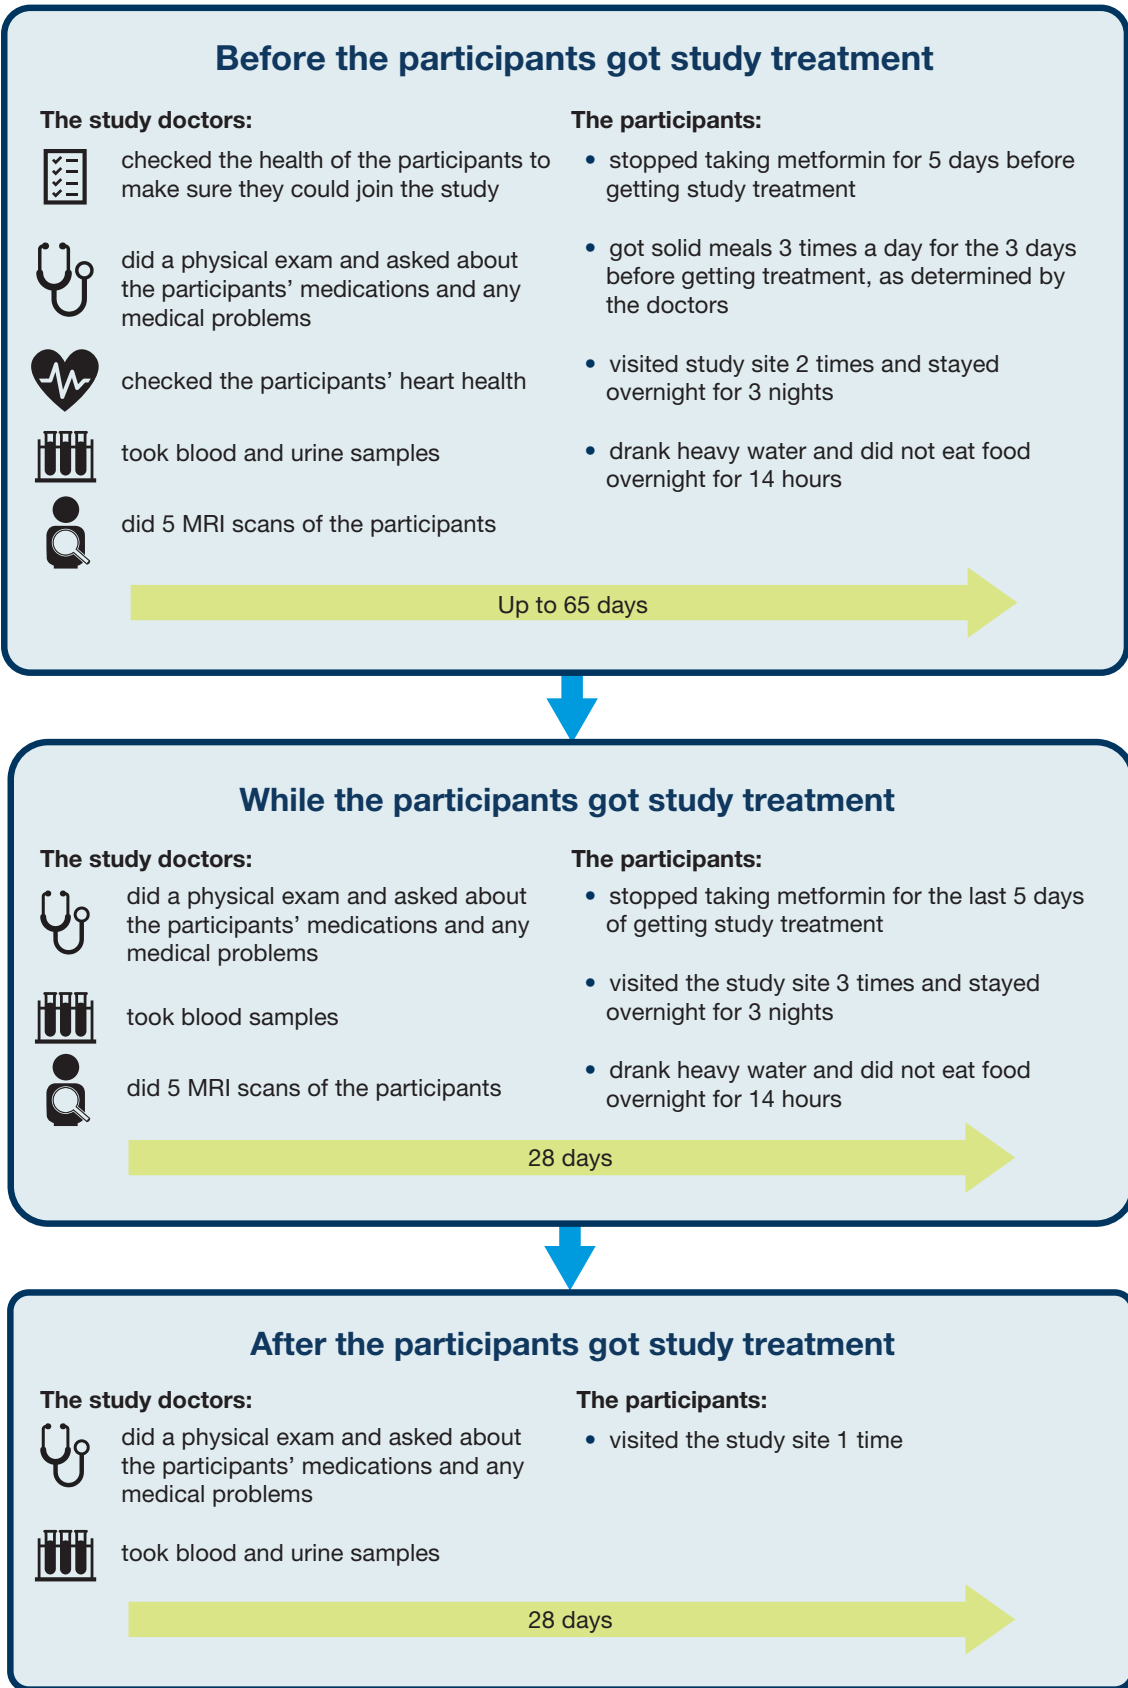 Before the participants got study treatment
The study doctors:
checked the health of the participants to
make sure they could join the study
did a physical exam and asked about
the participants’ medications and any
medical problems
checked the participants’ heart health
took blood and urine samples
did 5 MRI scans of the participants
The participants:
• stopped taking metformin for 5 days before
getting study treatment
• got solid meals 3 times a day for the 3 days
before getting treatment, as determined by
the doctors
• visited study site 2 times and stayed
overnight for 3 nights
• drank heavy water and did not eat food
overnight for 14 hours
Up to 65 days
While the participants got study treatment
The study doctors:
did a physical exam and asked about
the participants’ medications and any
medical problems
took blood samples
did 5 MRI scans of the participants
The participants:
• stopped taking metformin for the last 5 days
of getting study treatment
• visited the study site 3 times and stayed
overnight for 3 nights
• drank heavy water and did not eat food
overnight for 14 hours
28 days
After the participants got study treatment
The study doctors:
did a physical exam and asked about
the participants’ medications and any
medical problems
took blood and urine samples
The participants:
• visited the study site 1 time
28 days